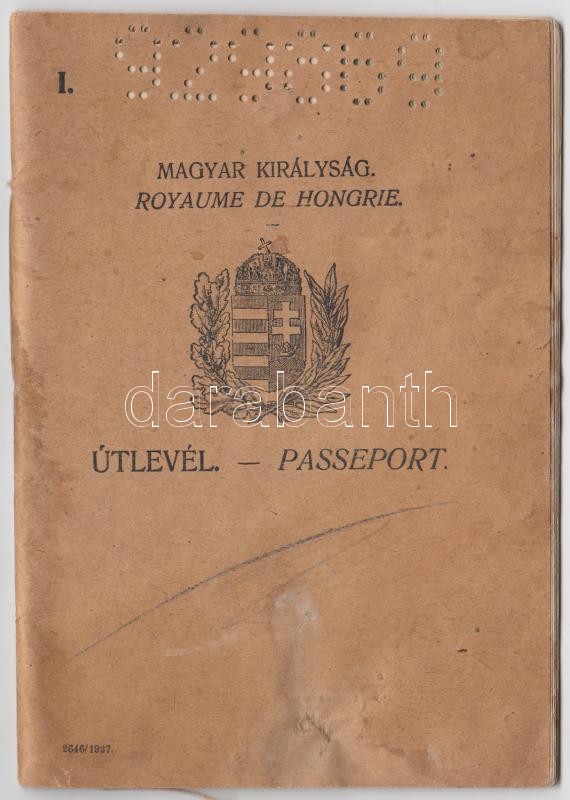 I.
MAGYAR KIRÁLYSÁG.
ROYAUME DE HONGRIE.
darabanth
ÚTLEVÉL. — PASSEPORT.
2646/1927.